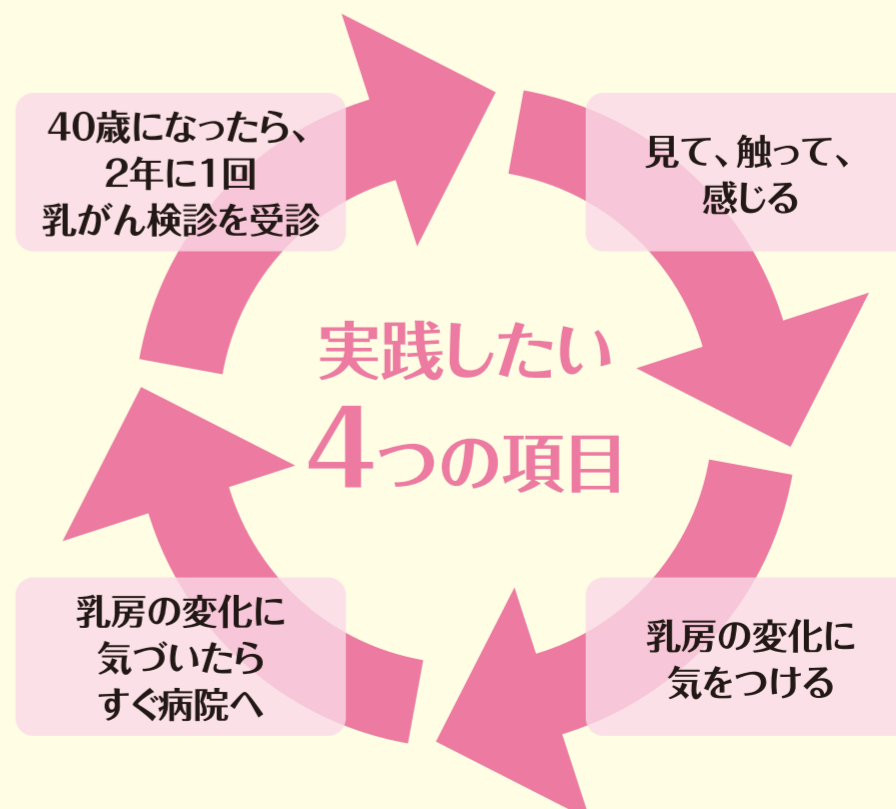 40歳になったら、
2年に1回
乳がん検診を受診
見て、触って、
感じる
実践したい
4つの項目
乳房の変化に
気づいたら
すぐ病院へ
乳房の変化に
気をつける